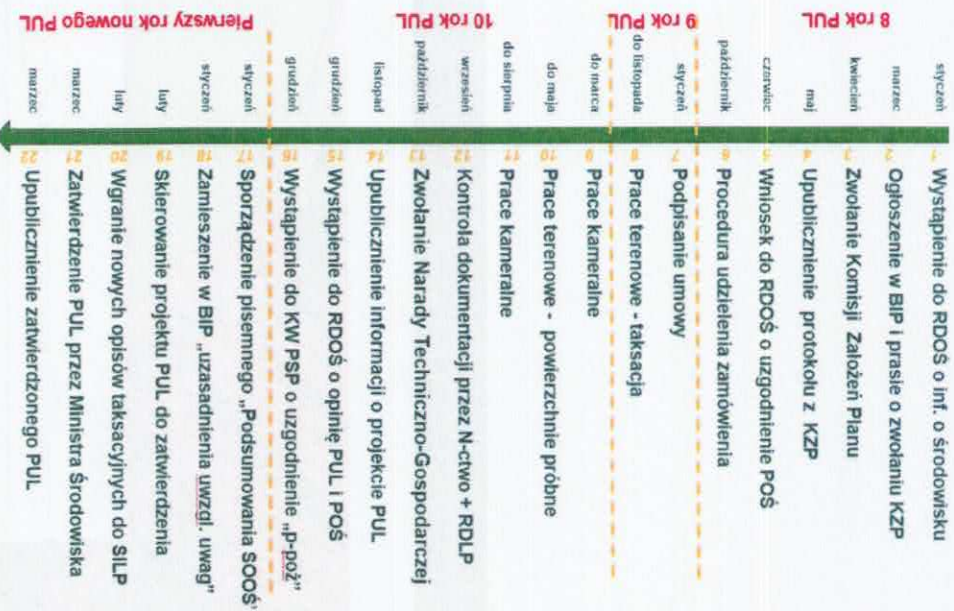 8 rok PUL
styczeń 1 Wystąpienie do RDOŚ o inf. o środowisku
marzec 2 Ogłoszenie w BIP i prasie o zwołaniu KZP
kwiecień 3 Zwołanie Komisji Założeń Planu
maj 4 Upublicznienie protokołu z KZP
czerwiec 5 Wniosek do RDOŚ o uzgodnienie POŚ
październik 6 Procedura udzielenia zamówienia
9 rok PUL
styczeń 7 Podpisanie umowy
do listopada 8 Prace terenowe - taksacja
10 rok PUL
do marca 9 Prace kameralne
do maja 10 Prace terenowe - powierzchnie próbne
do sierpnia 11 Prace kameralne
wrzesień 12 Kontrola dokumentacji przez N-ctwo + RDLP
październik 13 Zwołanie Narady Techniczno-Gospodarczej
listopad 14 Upublicznienie informacji o projekcie PUL
grudzień 15 Wystąpienie do RDOŚ o opinię PUL i POŚ
grudzień 16 Wystąpienie do KW PSP o uzgodnienie „p-poż”
Pierwszy rok nowego PUL
styczeń 17 Sporządzenie pisemnego „Podsumowania SOOŚ”
styczeń 18 Zamieszenie w BIP „uzasadnienia uwzgl. uwag”
luty 19 Skierowanie projektu PUL do zatwierdzenia
luty 20 Wgranie nowych opisów taksacyjnych do SILP
marzec 21 Zatwierdzenie PUL przez Ministra Środowiska
marzec 22 Upublicznienie zatwierdzonego PUL